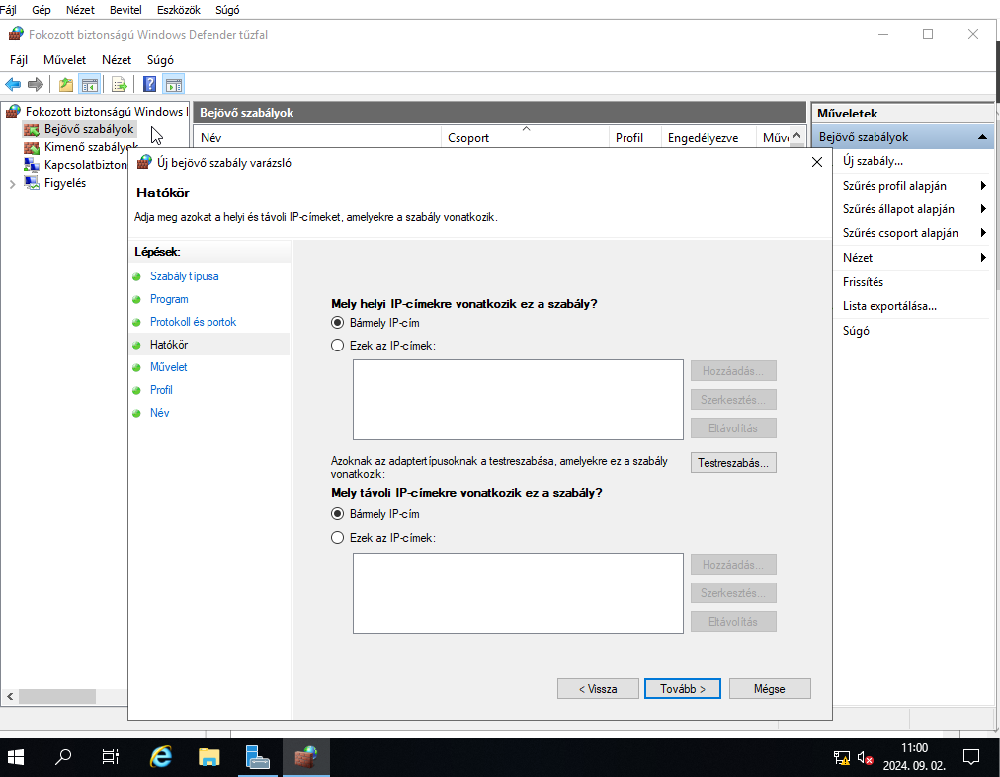 Fájl Gép Nézet Bevitel Eszközök Súgó
Fokozott biztonságú Windows Defender tűzfal
Fájl Művelet Nézet Súgó
Fokozott biztonságú Windows
Bejövő szabályok
Kimenő szabályok
Kapcsolatbizton
Figyelés
Bejövő szabályok
Név Csoport Profil Engedélyezve Műv
Műveletek
Bejövő szabályok
Új szabály...
Szűrés profil alapján
Szűrés állapot alapján
Szűrés csoport alapján
Nézet
Frissítés
Lista exportálása...
Súgó
Új bejövő szabály varázsló
Hatókör
Adja meg azokat a helyi és távoli IP-címeket, amelyekre a szabály vonatkozik.
Lépések:
Szabály típusa
Program
Protokoll és portok
Hatókör
Művelet
Profil
Név
Mely helyi IP-címekre vonatkozik ez a szabály?
Bármely IP-cím
Ezek az IP-címek:
Hozzáadás...
Szerkesztés...
Eltávolítás
Azoknak az adaptertípusoknak a testreszabása, amelyekre ez a szabály
vonatkozik:
Testreszabás...
Mely távoli IP-címekre vonatkozik ez a szabály?
Bármely IP-cím
Ezek az IP-címek:
Hozzáadás...
Szerkesztés...
Eltávolítás
< Vissza Tovább > Mégse
11:00
2024. 09. 02.